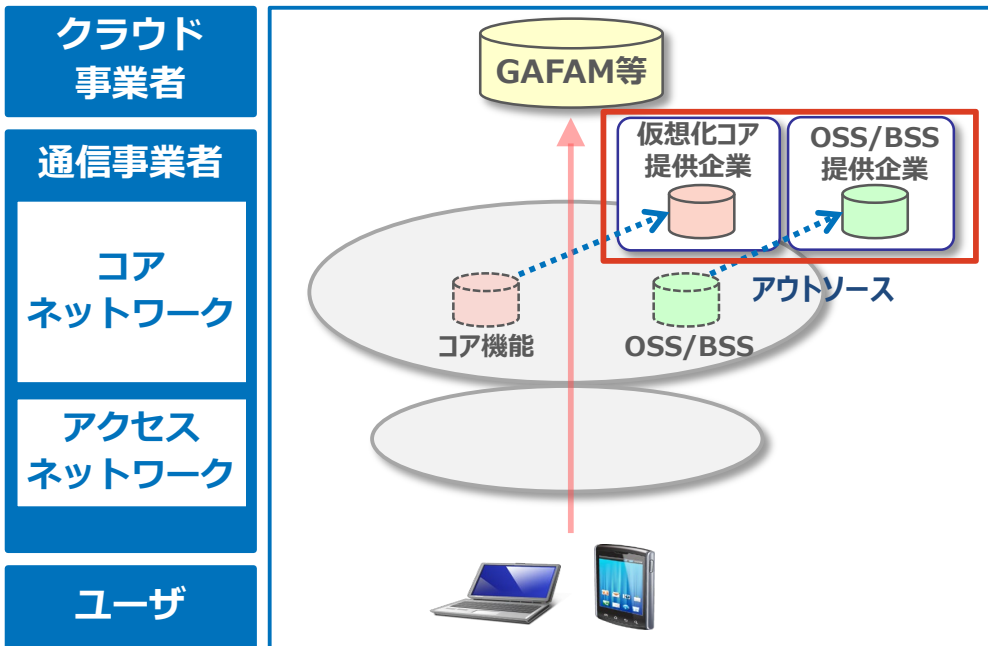 クラウド
事業者
通信事業者
コア
ネットワーク
アクセス
ネットワーク
ユーザ
GAFAM等
仮想化コア
提供企業
OSS/BSS
提供企業
アウトソース
コア機能
OSS/BSS